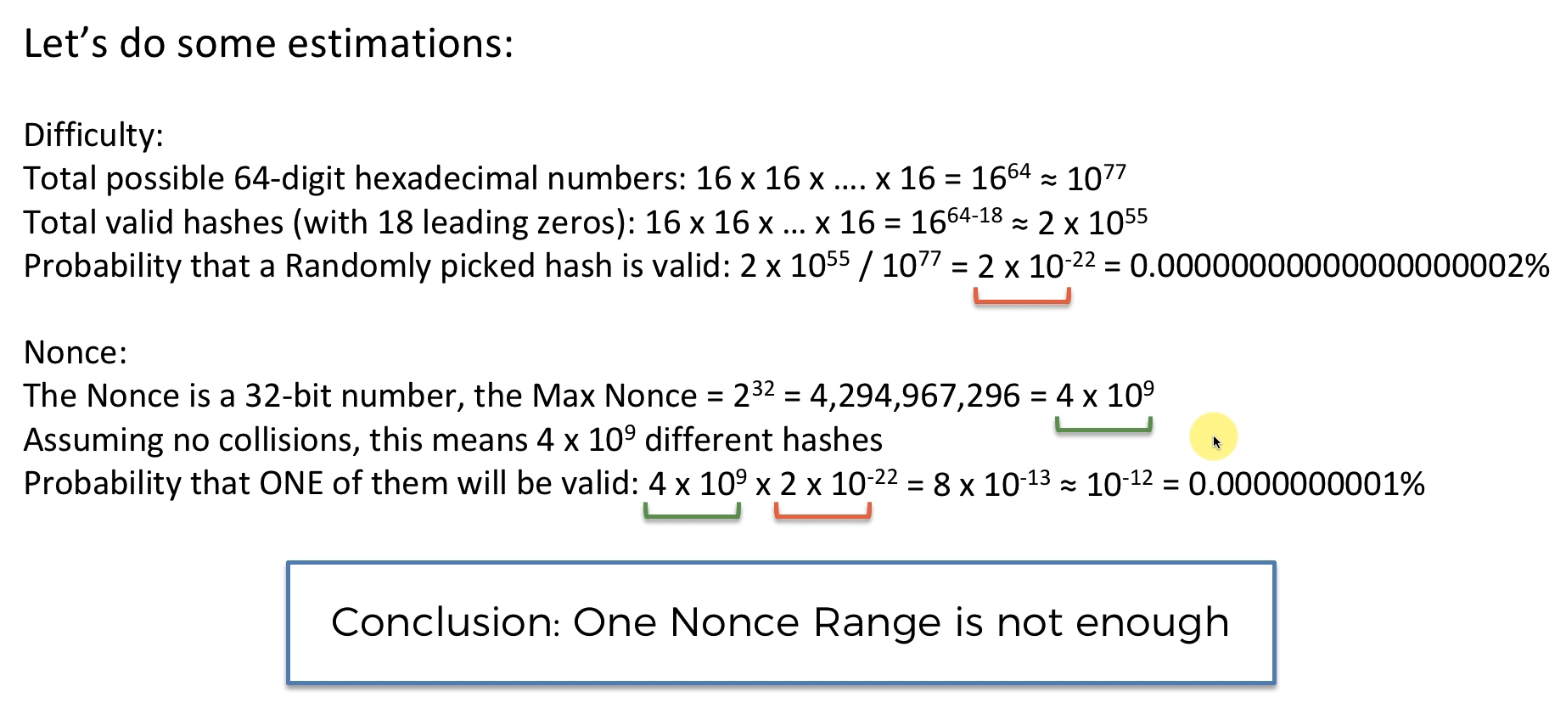 Let’s do some estimations:
Difficulty:
Total possible 64-digit hexadecimal numbers: 16 x 16 x .... x 16 = 16⁶⁴ ≈ 10⁷⁷
Total valid hashes (with 18 leading zeros): 16 x 16 x ... x 16 = 16⁶⁴⁻¹⁸ ≈ 2 x 10⁵⁵
Probability that a Randomly picked hash is valid: 2 x 10⁵⁵ / 10⁷⁷ = 2 x 10⁻²² = 0.00000000000000000002%
Nonce:
The Nonce is a 32-bit number, the Max Nonce = 2³² = 4,294,967,296 = 4 x 10⁹
Assuming no collisions, this means 4 x 10⁹ different hashes
Probability that ONE of them will be valid: 4 x 10⁹ x 2 x 10⁻²² = 8 x 10⁻¹³ ≈ 10⁻¹² = 0.0000000001%
Conclusion: One Nonce Range is not enough